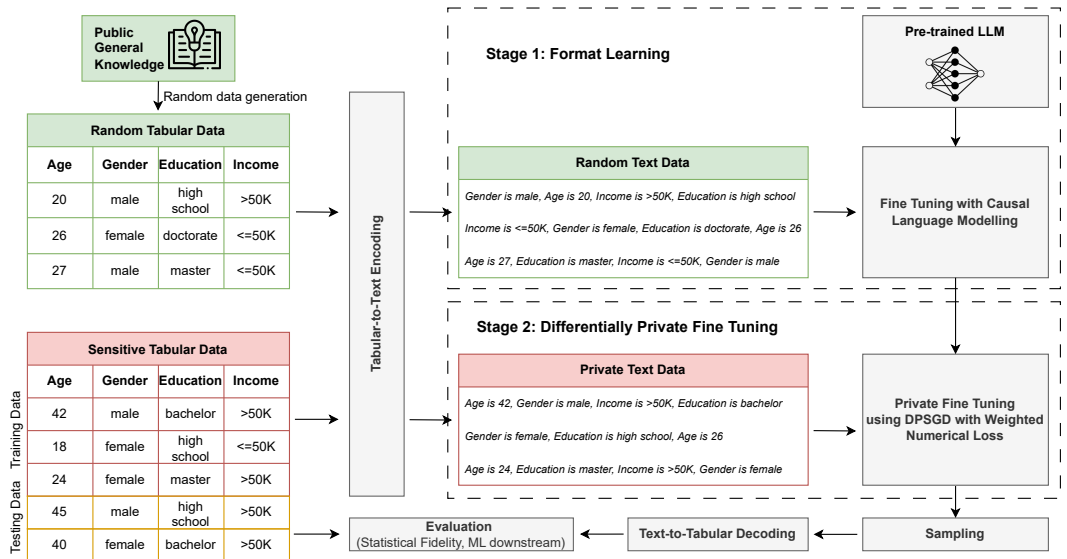 Public
General
Knowledge
Random data generation
Random Tabular Data
Age Gender Education Income
20 male high school >50K
26 female doctorate <=50K
27 male master <=50K
Sensitive Tabular Data
Age Gender Education Income
42 male bachelor >50K
18 female high school <=50K
24 female master >50K
45 male high school >50K
40 female bachelor >50K
Training Data
Testing Data
Tabular-to-Text Encoding
Stage 1: Format Learning
Pre-trained LLM
Random Text Data
Gender is male, Age is 20, Income is >50K, Education is high school
Income is <=50K, Gender is female, Education is doctorate, Age is 26
Age is 27, Education is master, Income is <=50K, Gender is male
Fine Tuning with Causal
Language Modelling
Stage 2: Differentially Private Fine Tuning
Private Text Data
Age is 42, Gender is male, Income is >50K, Education is bachelor
Gender is female, Education is high school, Age is 26
Age is 24, Education is master, Income is >50K, Gender is female
Private Fine Tuning
using DPSGD with Weighted
Numerical Loss
Sampling
Text-to-Tabular Decoding
Evaluation
(Statistical Fidelity, ML downstream)